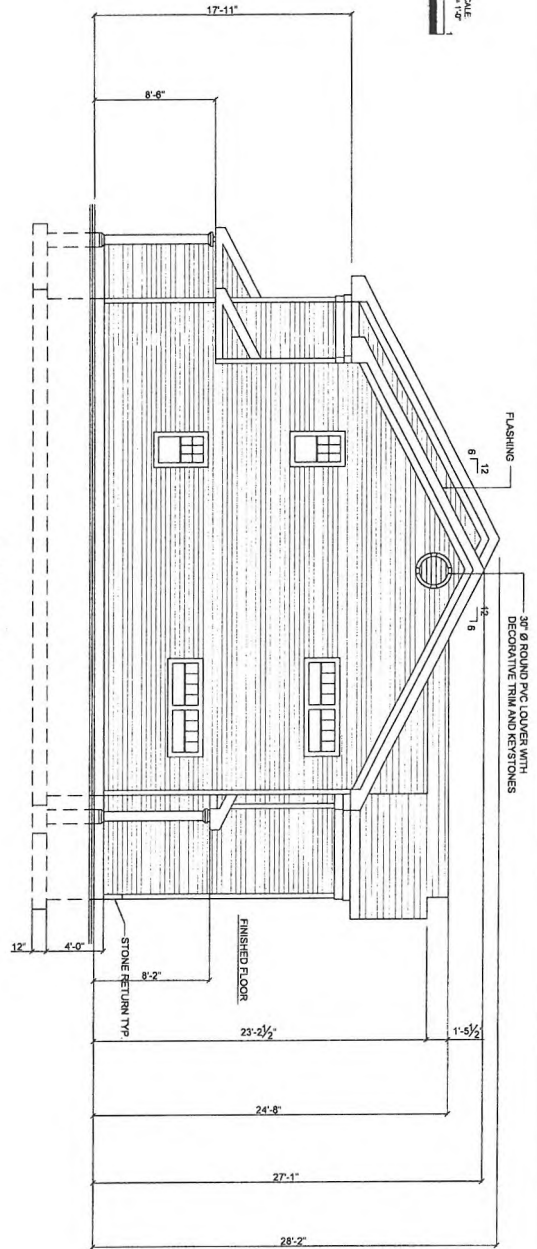 CALE:
= 1'-0"
1
17'-11"
8'-6"
FLASHING
12
6
12
6
30" Ø ROUND PVC LOUVER WITH
DECORATIVE TRIM AND KEYSTONES
FINISHED FLOOR
STONE RETURN TYP
12"
4'-0"
8'-2"
23'-2½"
1'-5½"
24'-8"
27'-1"
28'-2"